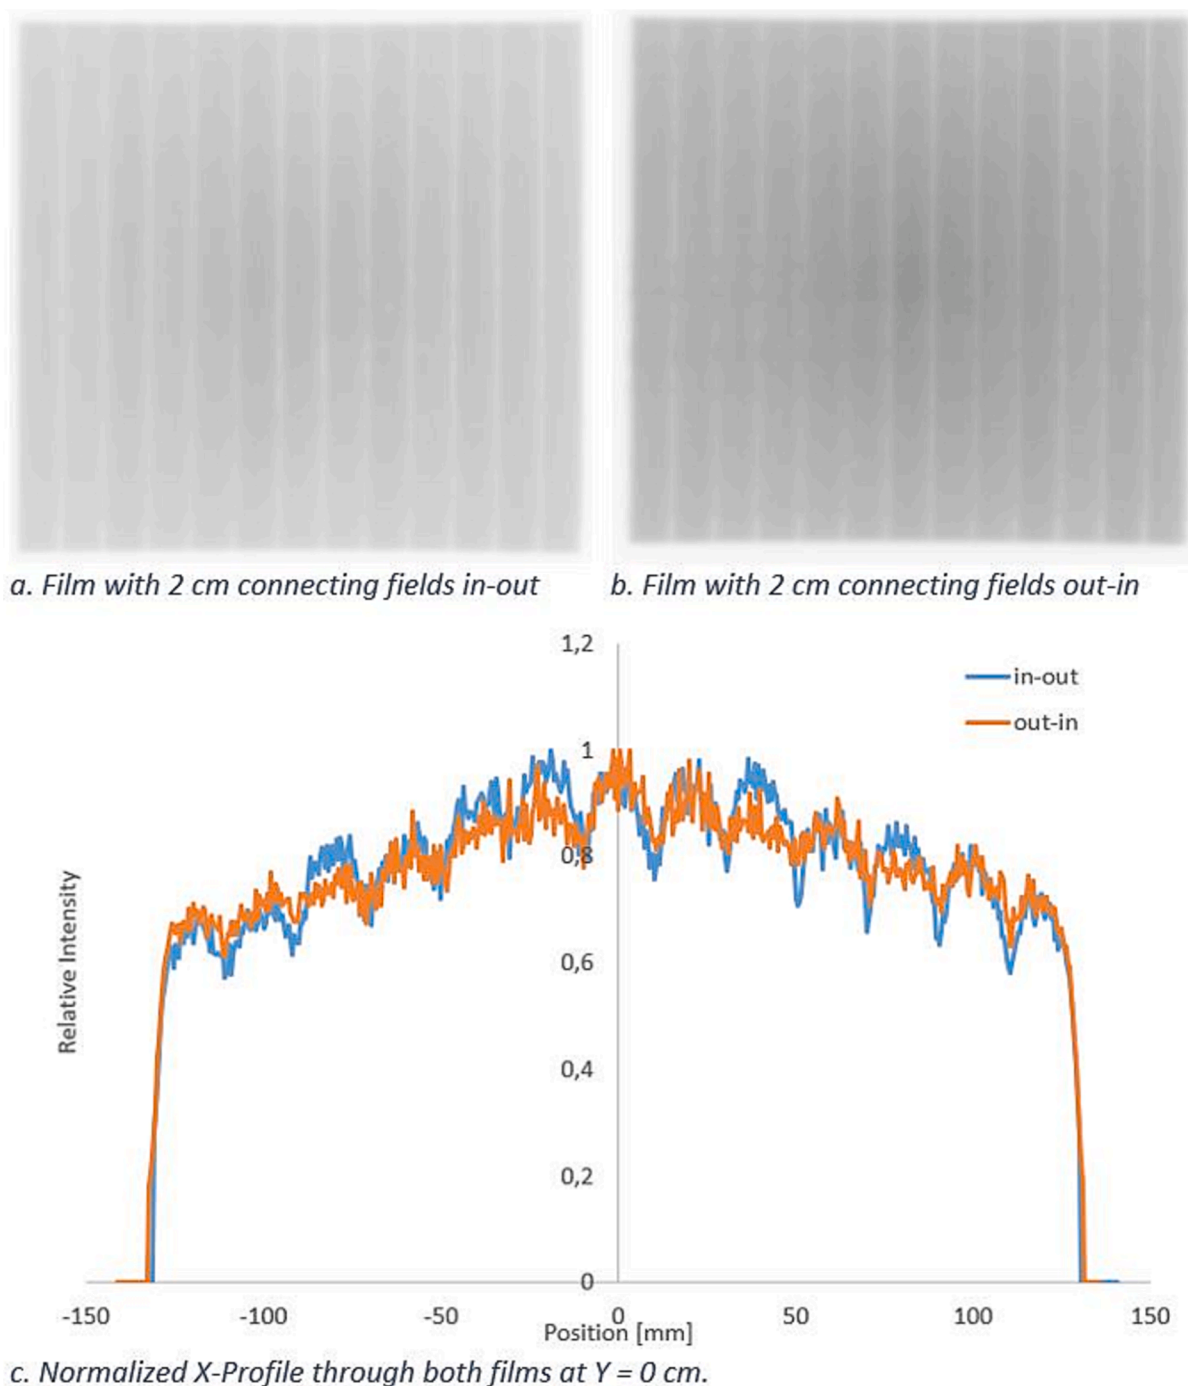 a. Film with 2 cm connecting fields in-out
b. Film with 2 cm connecting fields out-in
1,2
in-out
out-in
1
0,8
Relative Intensity
0,6
0,4
0,2
0
-150
-100
-50
0
50
100
150
Position [mm]
c. Normalized X-Profile through both films at Y = 0 cm.